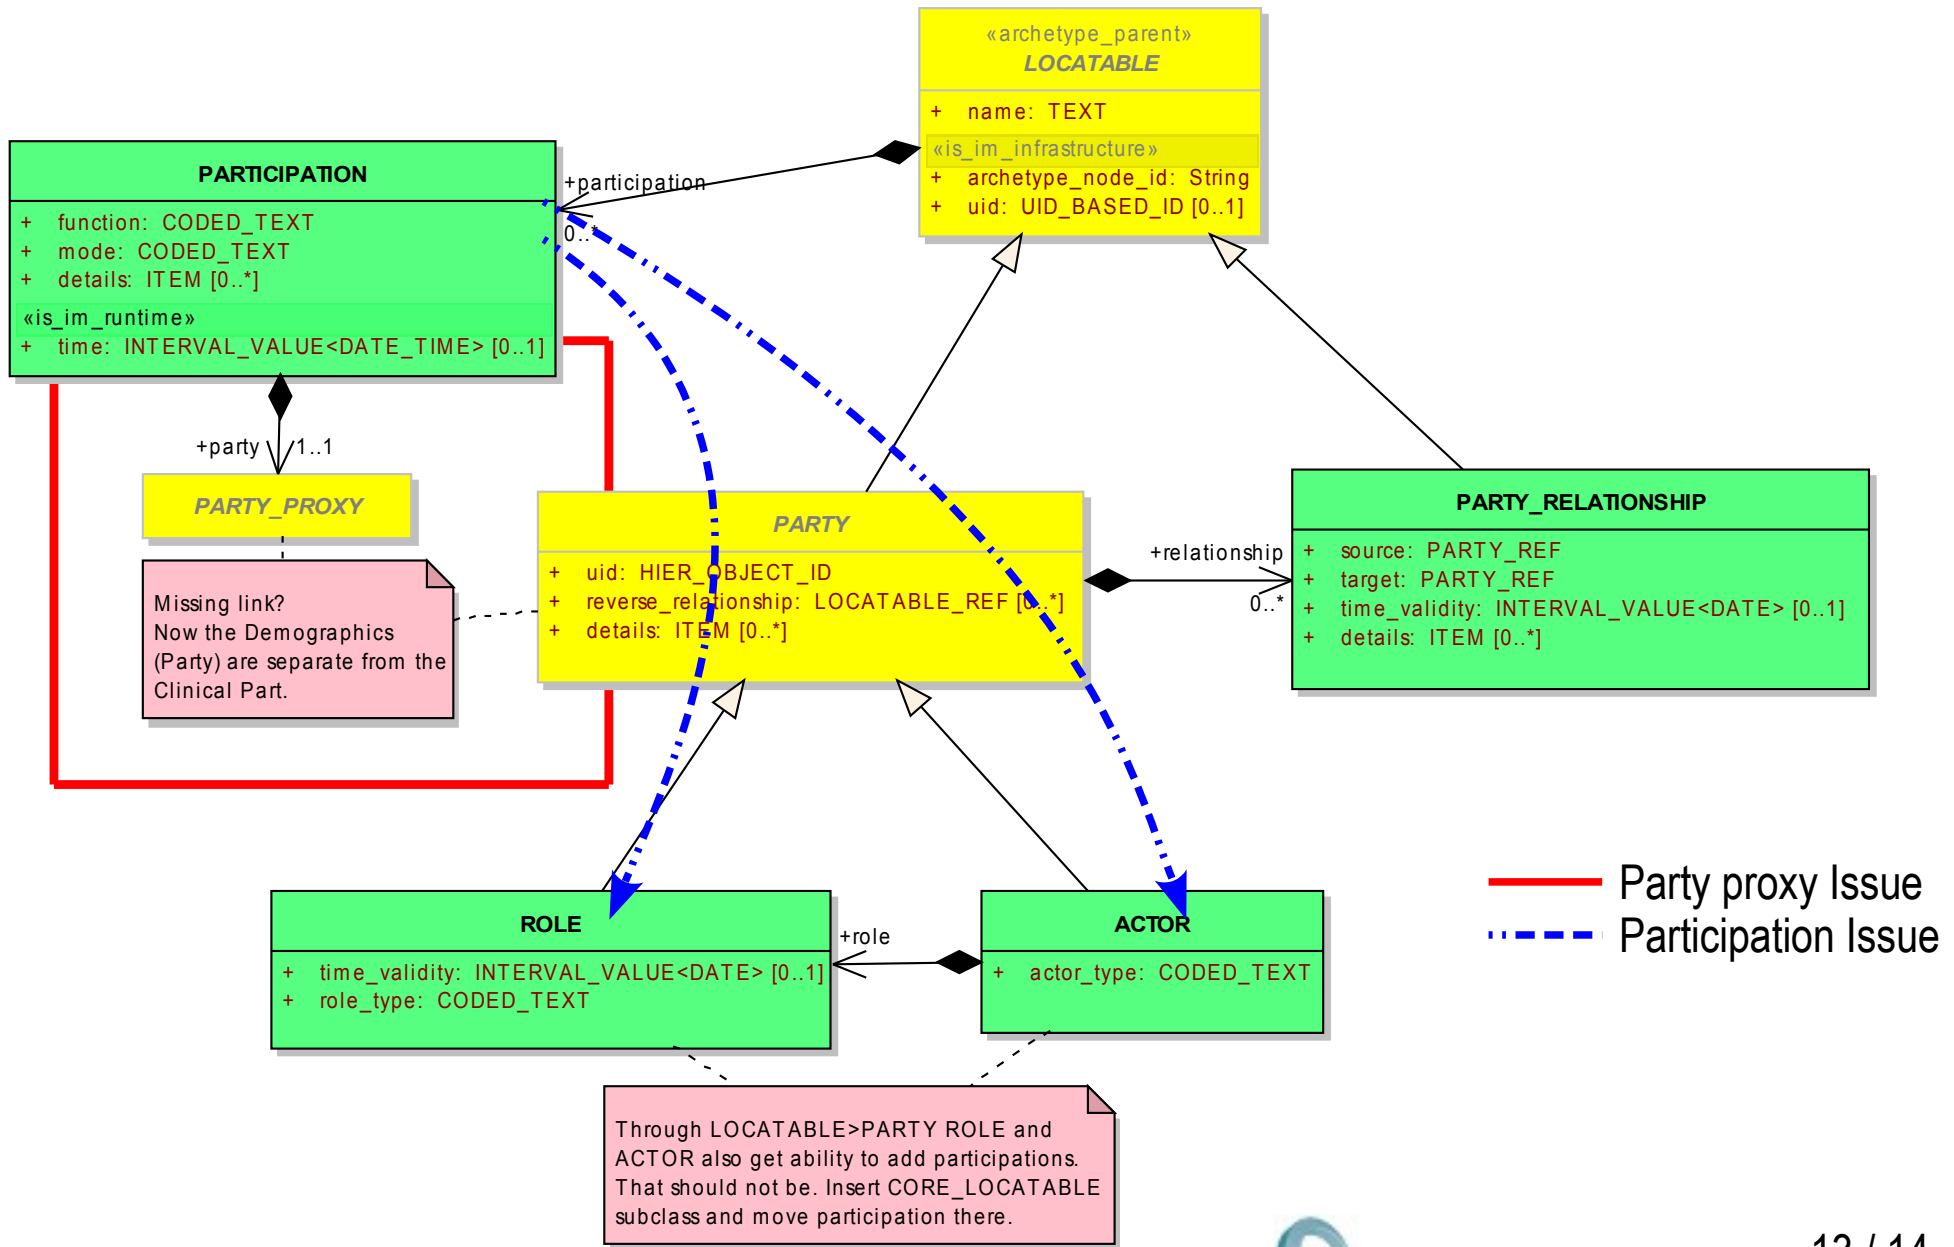 «archetype_parent»
LOCATABLE
+ name: TEXT
«is_im_infrastructure»
+ archetype_node_id: String
+ uid: UID_BASED_ID [0..1]
PARTICIPATION
+ function: CODED_TEXT
+ mode: CODED_TEXT
+ details: ITEM [0..*]
«is_im_runtime»
+ time: INTERVAL_VALUE<DATE_TIME> [0..1]
+participation
0..*
+party
1..1
PARTY_PROXY
Missing link?
Now the Demographics
(Party) are separate from the
Clinical Part.
PARTY
+ uid: HIER_OBJECT_ID
+ reverse_relationship: LOCATABLE_REF [0..*]
+ details: ITEM [0..*]
+relationship
0..*
PARTY_RELATIONSHIP
+ source: PARTY_REF
+ target: PARTY_REF
+ time_validity: INTERVAL_VALUE<DATE> [0..1]
+ details: ITEM [0..*]
Party proxy Issue
Participation Issue
ROLE
+ time_validity: INTERVAL_VALUE<DATE> [0..1]
+ role_type: CODED_TEXT
+role
ACTOR
+ actor_type: CODED_TEXT
Through LOCATABLE>PARTY ROLE and
ACTOR also get ability to add participations.
That should not be. Insert CORE_LOCATABLE
subclass and move participation there.